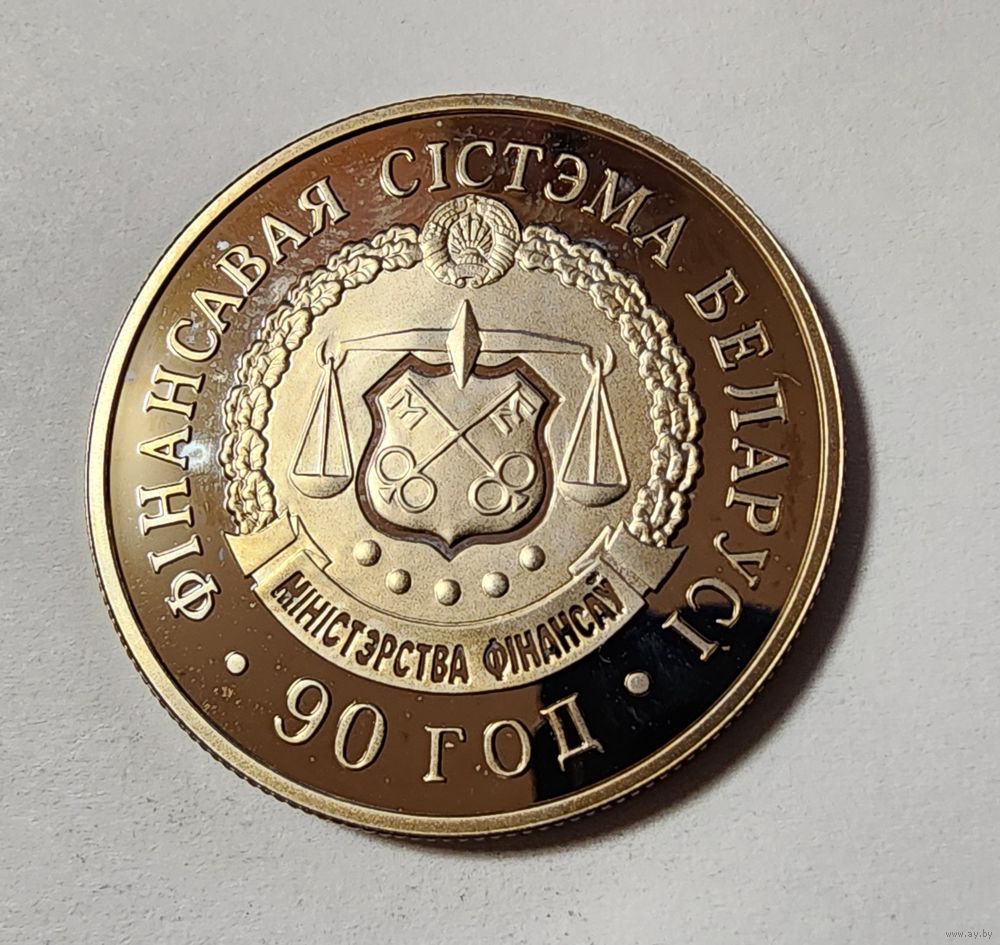 ФІНАНСАВАЯ СІСТЭМА БЕЛАРУСІ
МІНІСТЭРСТВА ФІНАНСАЎ
• 90 ГОД •
www.ay.by